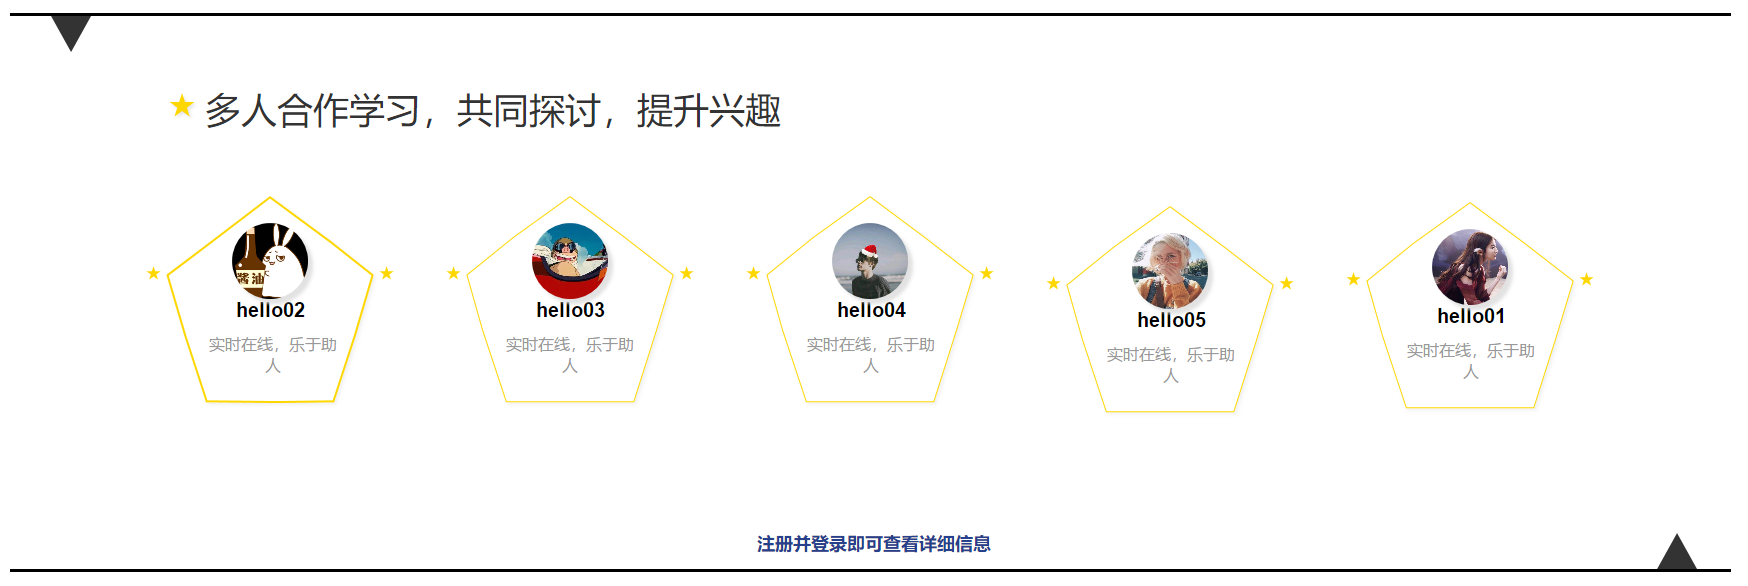 多人合作学习，共同探讨，提升兴趣
酱油
hello02
实时在线，乐于助
人
hello03
实时在线，乐于助
人
hello04
实时在线，乐于助
人
hello05
实时在线，乐于助
人
hello01
实时在线，乐于助
人
注册并登录即可查看详细信息